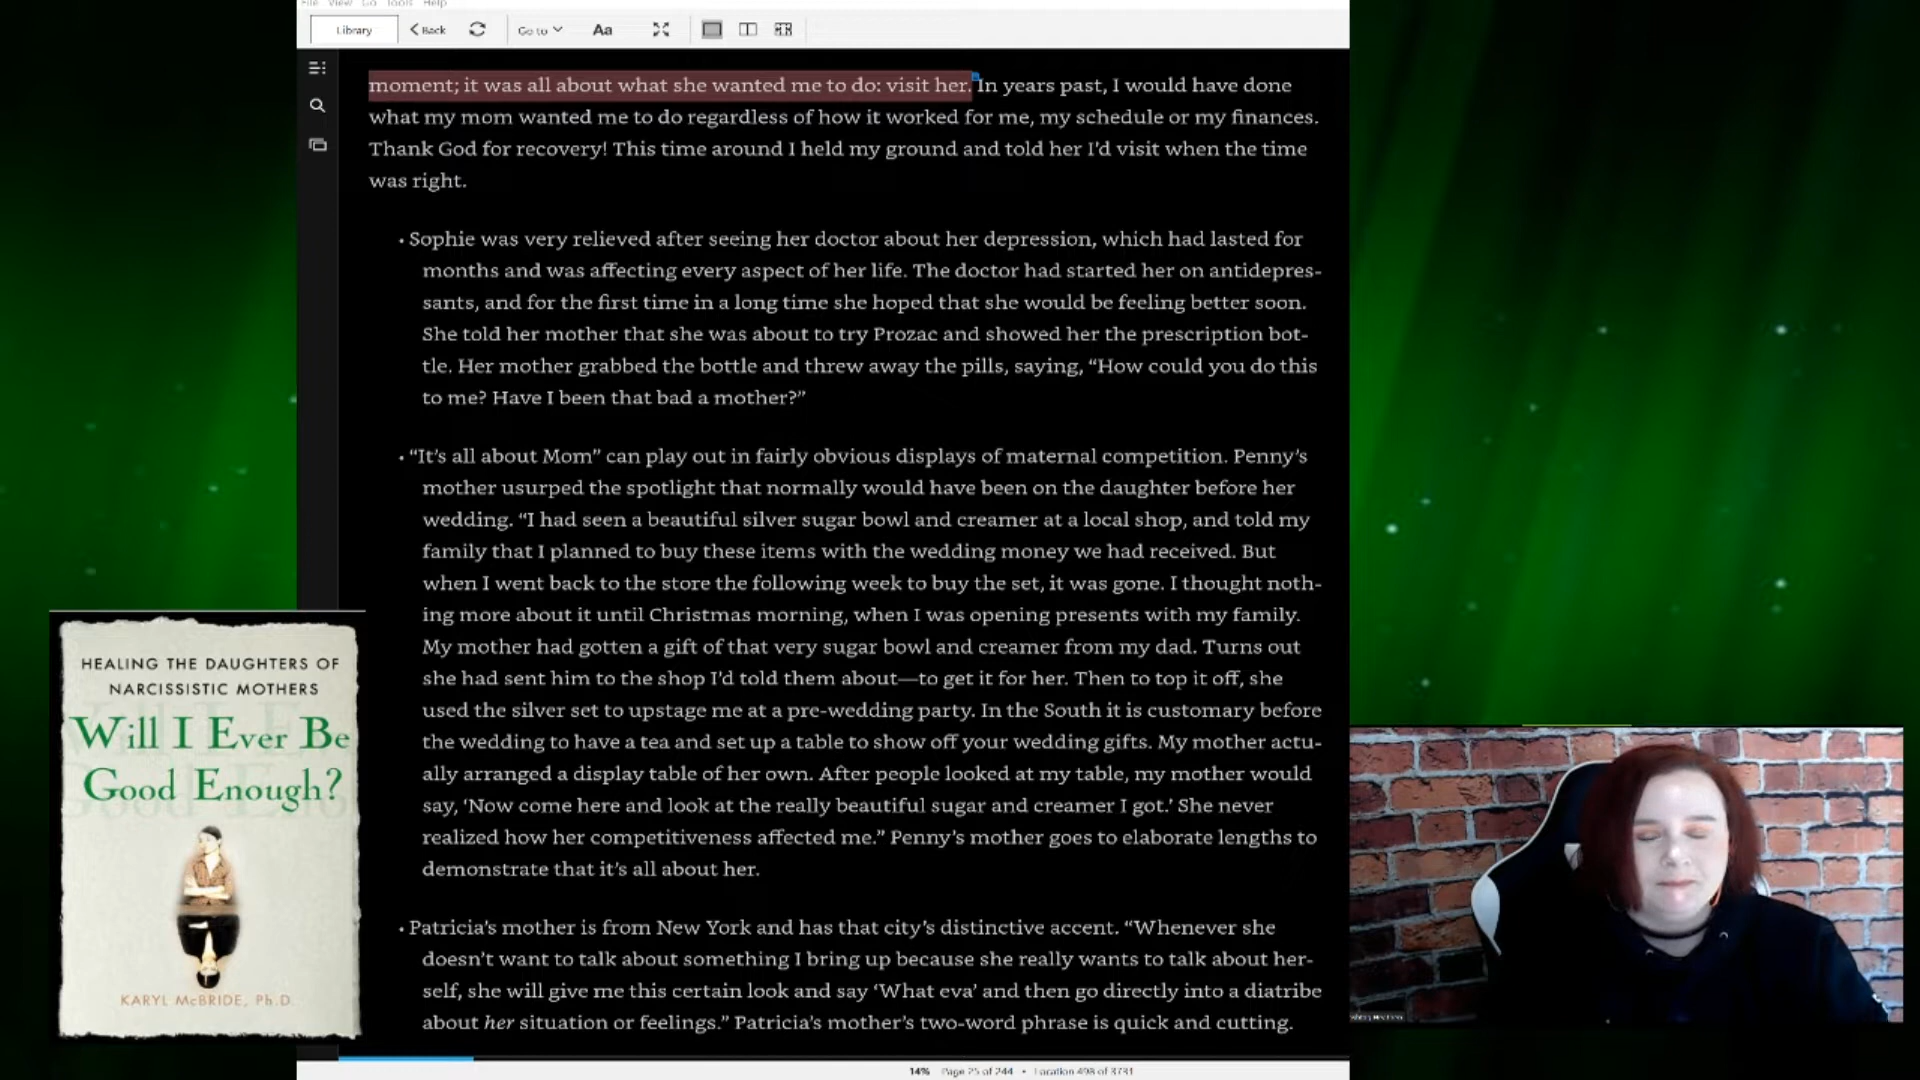 File View Go Tools Help
Library
Back
Go to
Aa
moment; it was all about what she wanted me to do: visit her. In years past, I would have done
what my mom wanted me to do regardless of how it worked for me, my schedule or my finances.
Thank God for recovery! This time around I held my ground and told her I’d visit when the time
was right.
• Sophie was very relieved after seeing her doctor about her depression, which had lasted for
months and was affecting every aspect of her life. The doctor had started her on antidepres-
sants, and for the first time in a long time she hoped that she would be feeling better soon.
She told her mother that she was about to try Prozac and showed her the prescription bot-
tle. Her mother grabbed the bottle and threw away the pills, saying, “How could you do this
to me? Have I been that bad a mother?”
• “It’s all about Mom” can play out in fairly obvious displays of maternal competition. Penny’s
mother usurped the spotlight that normally would have been on the daughter before her
wedding. “I had seen a beautiful silver sugar bowl and creamer at a local shop, and told my
family that I planned to buy these items with the wedding money we had received. But
when I went back to the store the following week to buy the set, it was gone. I thought noth-
ing more about it until Christmas morning, when I was opening presents with my family.
My mother had gotten a gift of that very sugar bowl and creamer from my dad. Turns out
she had sent him to the shop I’d told them about—to get it for her. Then to top it off, she
used the silver set to upstage me at a pre-wedding party. In the South it is customary before
the wedding to have a tea and set up a table to show off your wedding gifts. My mother actu-
ally arranged a display table of her own. After people looked at my table, my mother would
say, ‘Now come here and look at the really beautiful sugar and creamer I got.’ She never
realized how her competitiveness affected me.” Penny’s mother goes to elaborate lengths to
demonstrate that it’s all about her.
• Patricia’s mother is from New York and has that city’s distinctive accent. “Whenever she
doesn’t want to talk about something I bring up because she really wants to talk about her-
self, she will give me this certain look and say ‘What eva’ and then go directly into a diatribe
about her situation or feelings.” Patricia’s mother’s two-word phrase is quick and cutting.
14% Page 25 of 244 • Location 498 of 3731
HEALING THE DAUGHTERS OF
NARCISSISTIC MOTHERS
Will I Ever Be
Good Enough?
KARYL McBRIDE, Ph.D.